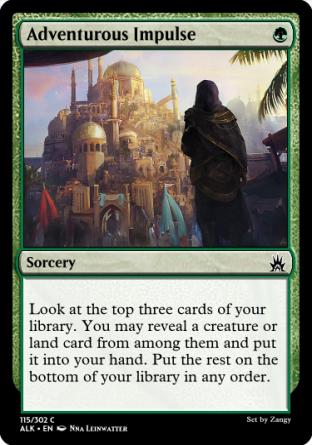 Adventurous Impulse
Sorcery
Look at the top three cards of your
library. You may reveal a creature or
land card from among them and put
it into your hand. Put the rest on the
bottom of your library in any order.
115/302 C
Set by Zangy
ALK • EN Nna Leinwatter